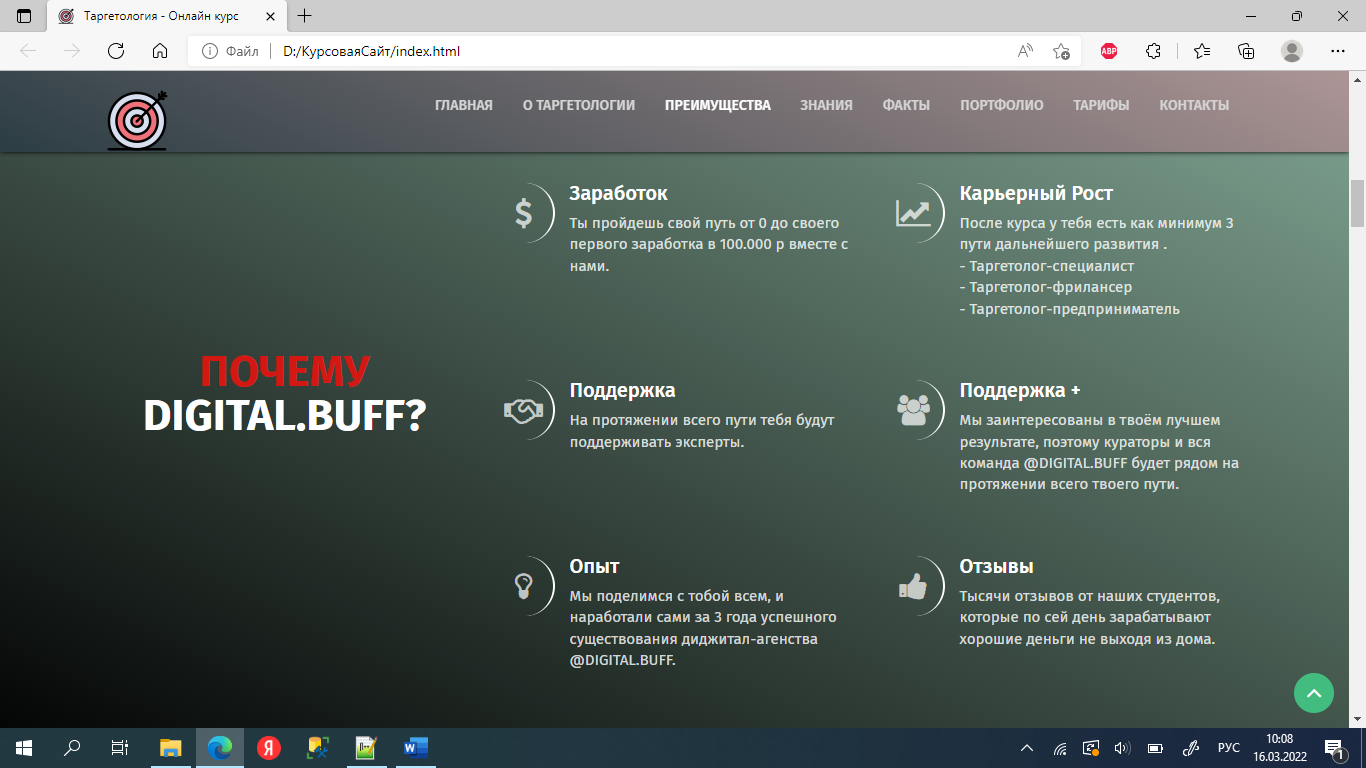 Таргетология - Онлайн курс
Файл
D:/КурсоваяСайт/index.html
ABP
ГЛАВНАЯ
О ТАРГЕТОЛОГИИ
ПРЕИМУЩЕСТВА
ЗНАНИЯ
ФАКТЫ
ПОРТФОЛИО
ТАРИФЫ
КОНТАКТЫ
ПОЧЕМУ
DIGITAL.BUFF?
Заработок
Ты пройдешь свой путь от 0 до своего
первого заработка в 100.000 р вместе с
нами.
Карьерный Рост
После курса у тебя есть как минимум 3
пути дальнейшего развития .
- Таргетолог-специалист
- Таргетолог-фрилансер
- Таргетолог-предприниматель
Поддержка
На протяжении всего пути тебя будут
поддерживать эксперты.
Поддержка +
Мы заинтересованы в твоём лучшем
результате, поэтому кураторы и вся
команда @DIGITAL.BUFF будет рядом на
протяжении всего твоего пути.
Опыт
Мы поделимся с тобой всем, и
наработали сами за 3 года успешного
существования диджитал-агенства
@DIGITAL.BUFF.
Отзывы
Тысячи отзывов от наших студентов,
которые по сей день зарабатывают
хорошие деньги не выходя из дома.
РУС
10:08
16.03.2022
1